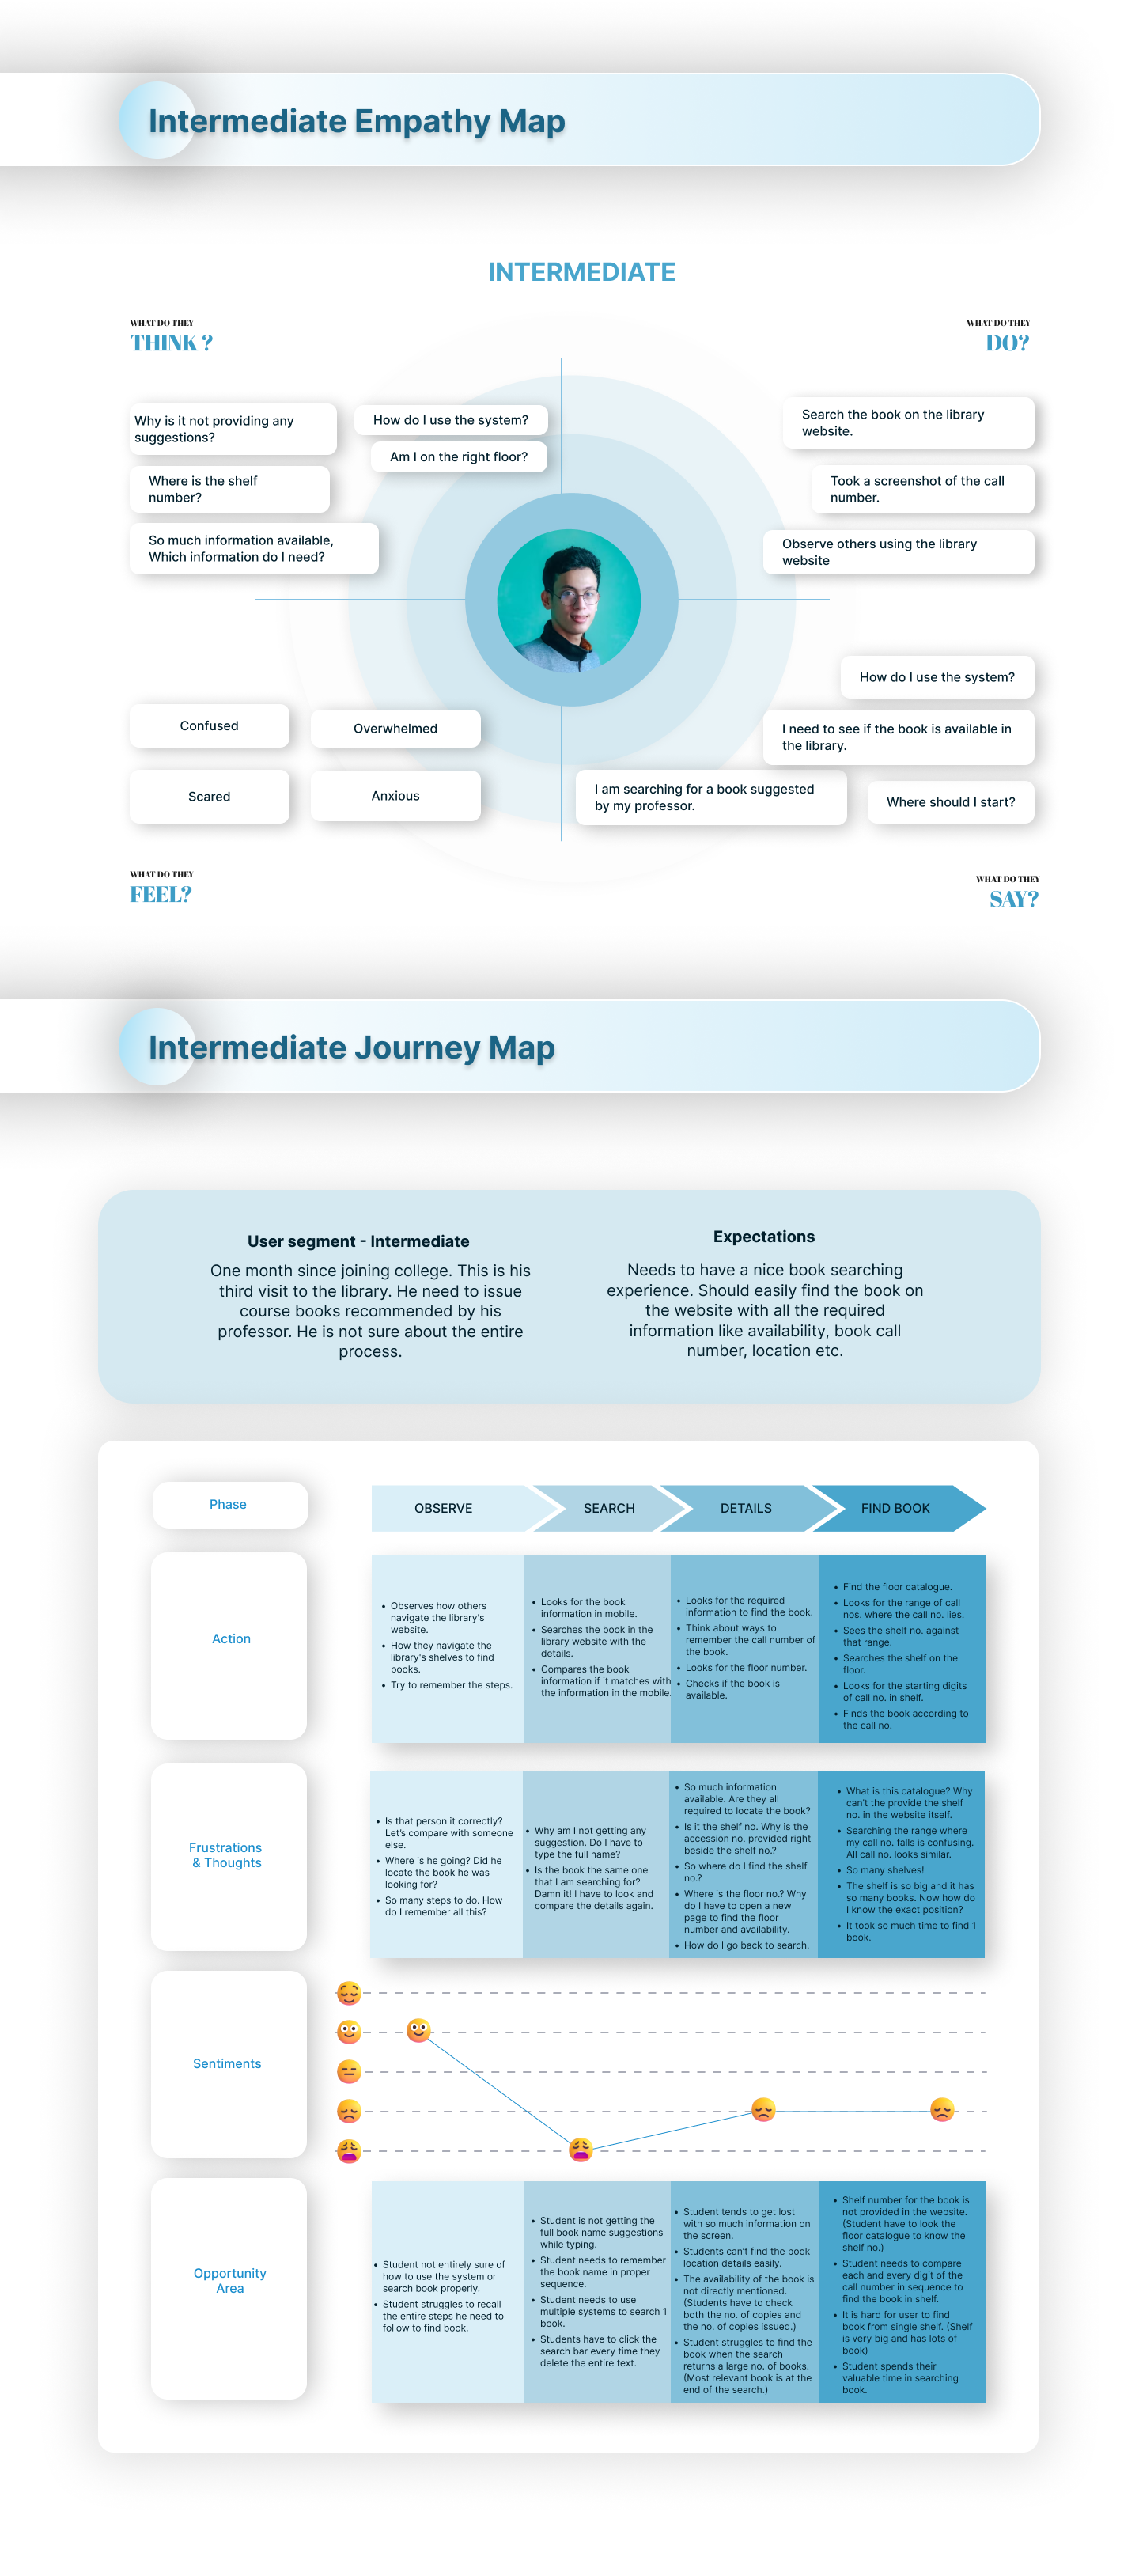 Intermediate Empathy Map
INTERMEDIATE
WHAT DO THEY
THINK ?
WHAT DO THEY
DO?
Why is it not providing any
suggestions?
How do I use the system?
Am I on the right floor?
Where is the shelf
number?
So much information available,
Which information do I need?
Search the book on the library
website.
Took a screenshot of the call
number.
Observe others using the library
website
Confused
Overwhelmed
Scared
Anxious
How do I use the system?
I need to see if the book is available in
the library.
I am searching for a book suggested
by my professor.
Where should I start?
WHAT DO THEY
FEEL?
WHAT DO THEY
SAY?
Intermediate Journey Map
User segment - Intermediate
One month since joining college. This is his
third visit to the library. He need to issue
course books recommended by his
professor. He is not sure about the entire
process.
Expectations
Needs to have a nice book searching
experience. Should easily find the book on
the website with all the required
information like availability, book call
number, location etc.
Phase
OBSERVE
SEARCH
DETAILS
FIND BOOK
Action
• Observes how others
navigate the library's
website.
• How they navigate the
library's shelves to find
books.
• Try to remember the steps.
• Looks for the book
information in mobile.
• Searches the book in the
library website with the
details.
• Compares the book
information if it matches with
the information in the mobile.
• Looks for the required
information to find the book.
• Think about ways to
remember the call number of
the book.
• Looks for the floor number.
• Checks if the book is
available.
• Find the floor catalogue.
• Looks for the range of call
nos. where the call no. lies.
• Sees the shelf no. against
that range.
• Searches the shelf on the
floor.
• Looks for the starting digits
of call no. in shelf.
• Finds the book according to
the call no.
Frustrations
& Thoughts
• Is that person it correctly?
Let's compare with someone
else.
• Where is he going? Did he
locate the book he was
looking for?
• So many steps to do. How
do I remember all this?
• Why am I not getting any
suggestion. Do I have to
type the full name?
• Is the book the same one
that I am searching for?
Damn it! I have to look and
compare the details again.
• So much information
available. Are they all
required to locate the book?
• Is it the shelf no. Why is the
accession no. provided right
beside the shelf no.?
• So where do I find the shelf
no.?
• Where is the floor no.? Why
do I have to open a new
page to find the floor
number and availability.
• How do I go back to search.
• What is this catalogue? Why
can't the provide the shelf
no. in the website itself.
• Searching the range where
my call no. falls is confusing.
All call no. looks similar.
• So many shelves!
• The shelf is so big and it has
so many books. Now how do
I know the exact position?
• It took so much time to find 1
book.
Sentiments
Opportunity
Area
• Student not entirely sure of
how to use the system or
search book properly.
• Student struggles to recall
the entire steps he need to
follow to find book.
• Student is not getting the
full book name suggestions
while typing.
• Student needs to remember
the book name in proper
sequence.
• Student needs to use
multiple systems to search 1
book.
• Students have to click the
search bar every time they
delete the entire text.
• Student tends to get lost
with so much information on
the screen.
• Students can't find the book
location details easily.
• The availability of the book is
not directly mentioned.
(Students have to check
both the no. of copies and
the no. of copies issued.)
• Student struggles to find the
book when the search
returns a large no. of books.
(Most relevant book is at the
end of the search.)
• Shelf number for the book is
not provided in the website.
(Student have to look the
floor catalogue to know the
shelf no.)
• Student needs to compare
each and every digit of the
call number in sequence to
find the book in shelf.
• It is hard for user to find
book from single shelf. (Shelf
is very big and has lots of
book)
• Student spends their
valuable time in searching
book.